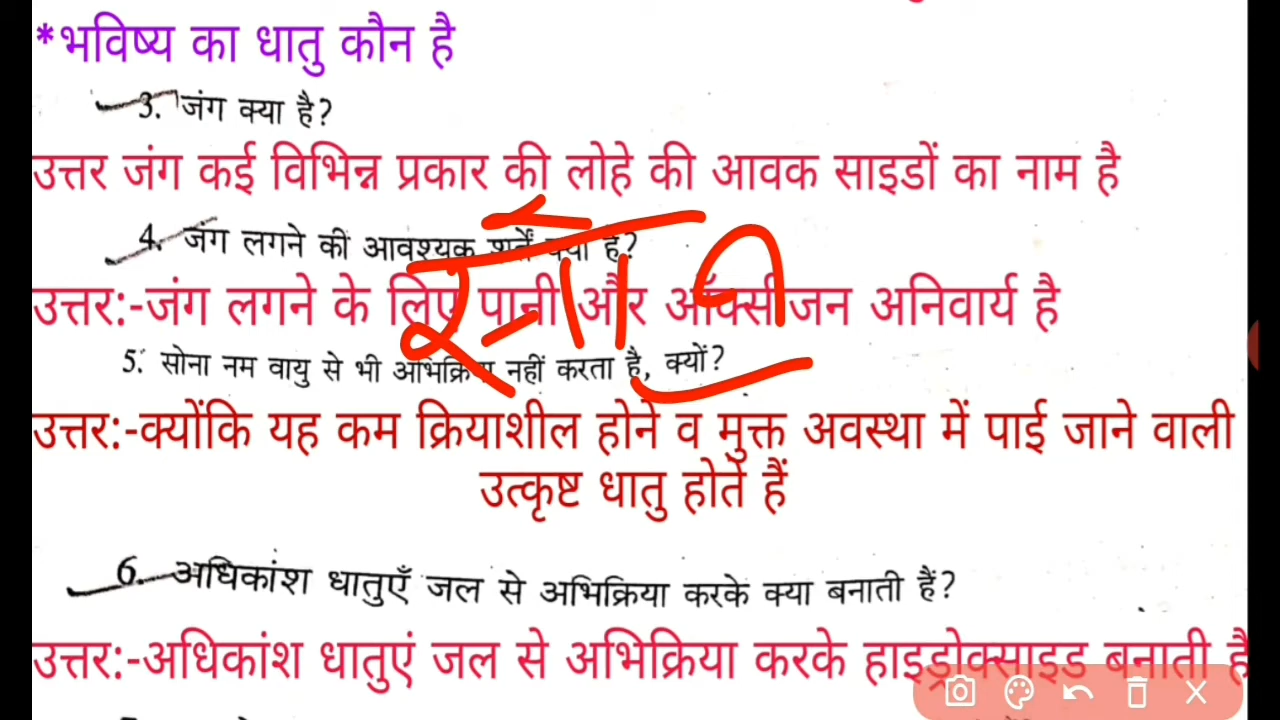 *भविष्य का धातु कौन है
3. जंग क्या है?
उत्तर जंग कई विभिन्न प्रकार की लोहे की आवक साइडों का नाम है
4. जंग लगने की आवश्यक शर्तें क्या है?
उत्तर:-जंग लगने के लिए पानी और ऑक्सीजन अनिवार्य है
5. सोना नम वायु से भी अभिक्रिया नहीं करता है, क्यों?
उत्तर:-क्योंकि यह कम क्रियाशील होने व मुक्त अवस्था में पाई जाने वाली
उत्कृष्ट धातु होते हैं
6. अधिकांश धातुएँ जल से अभिक्रिया करके क्या बनाती हैं?
उत्तर:-अधिकांश धातुएं जल से अभिक्रिया करके हाइड्रोक्साइड बनाती है